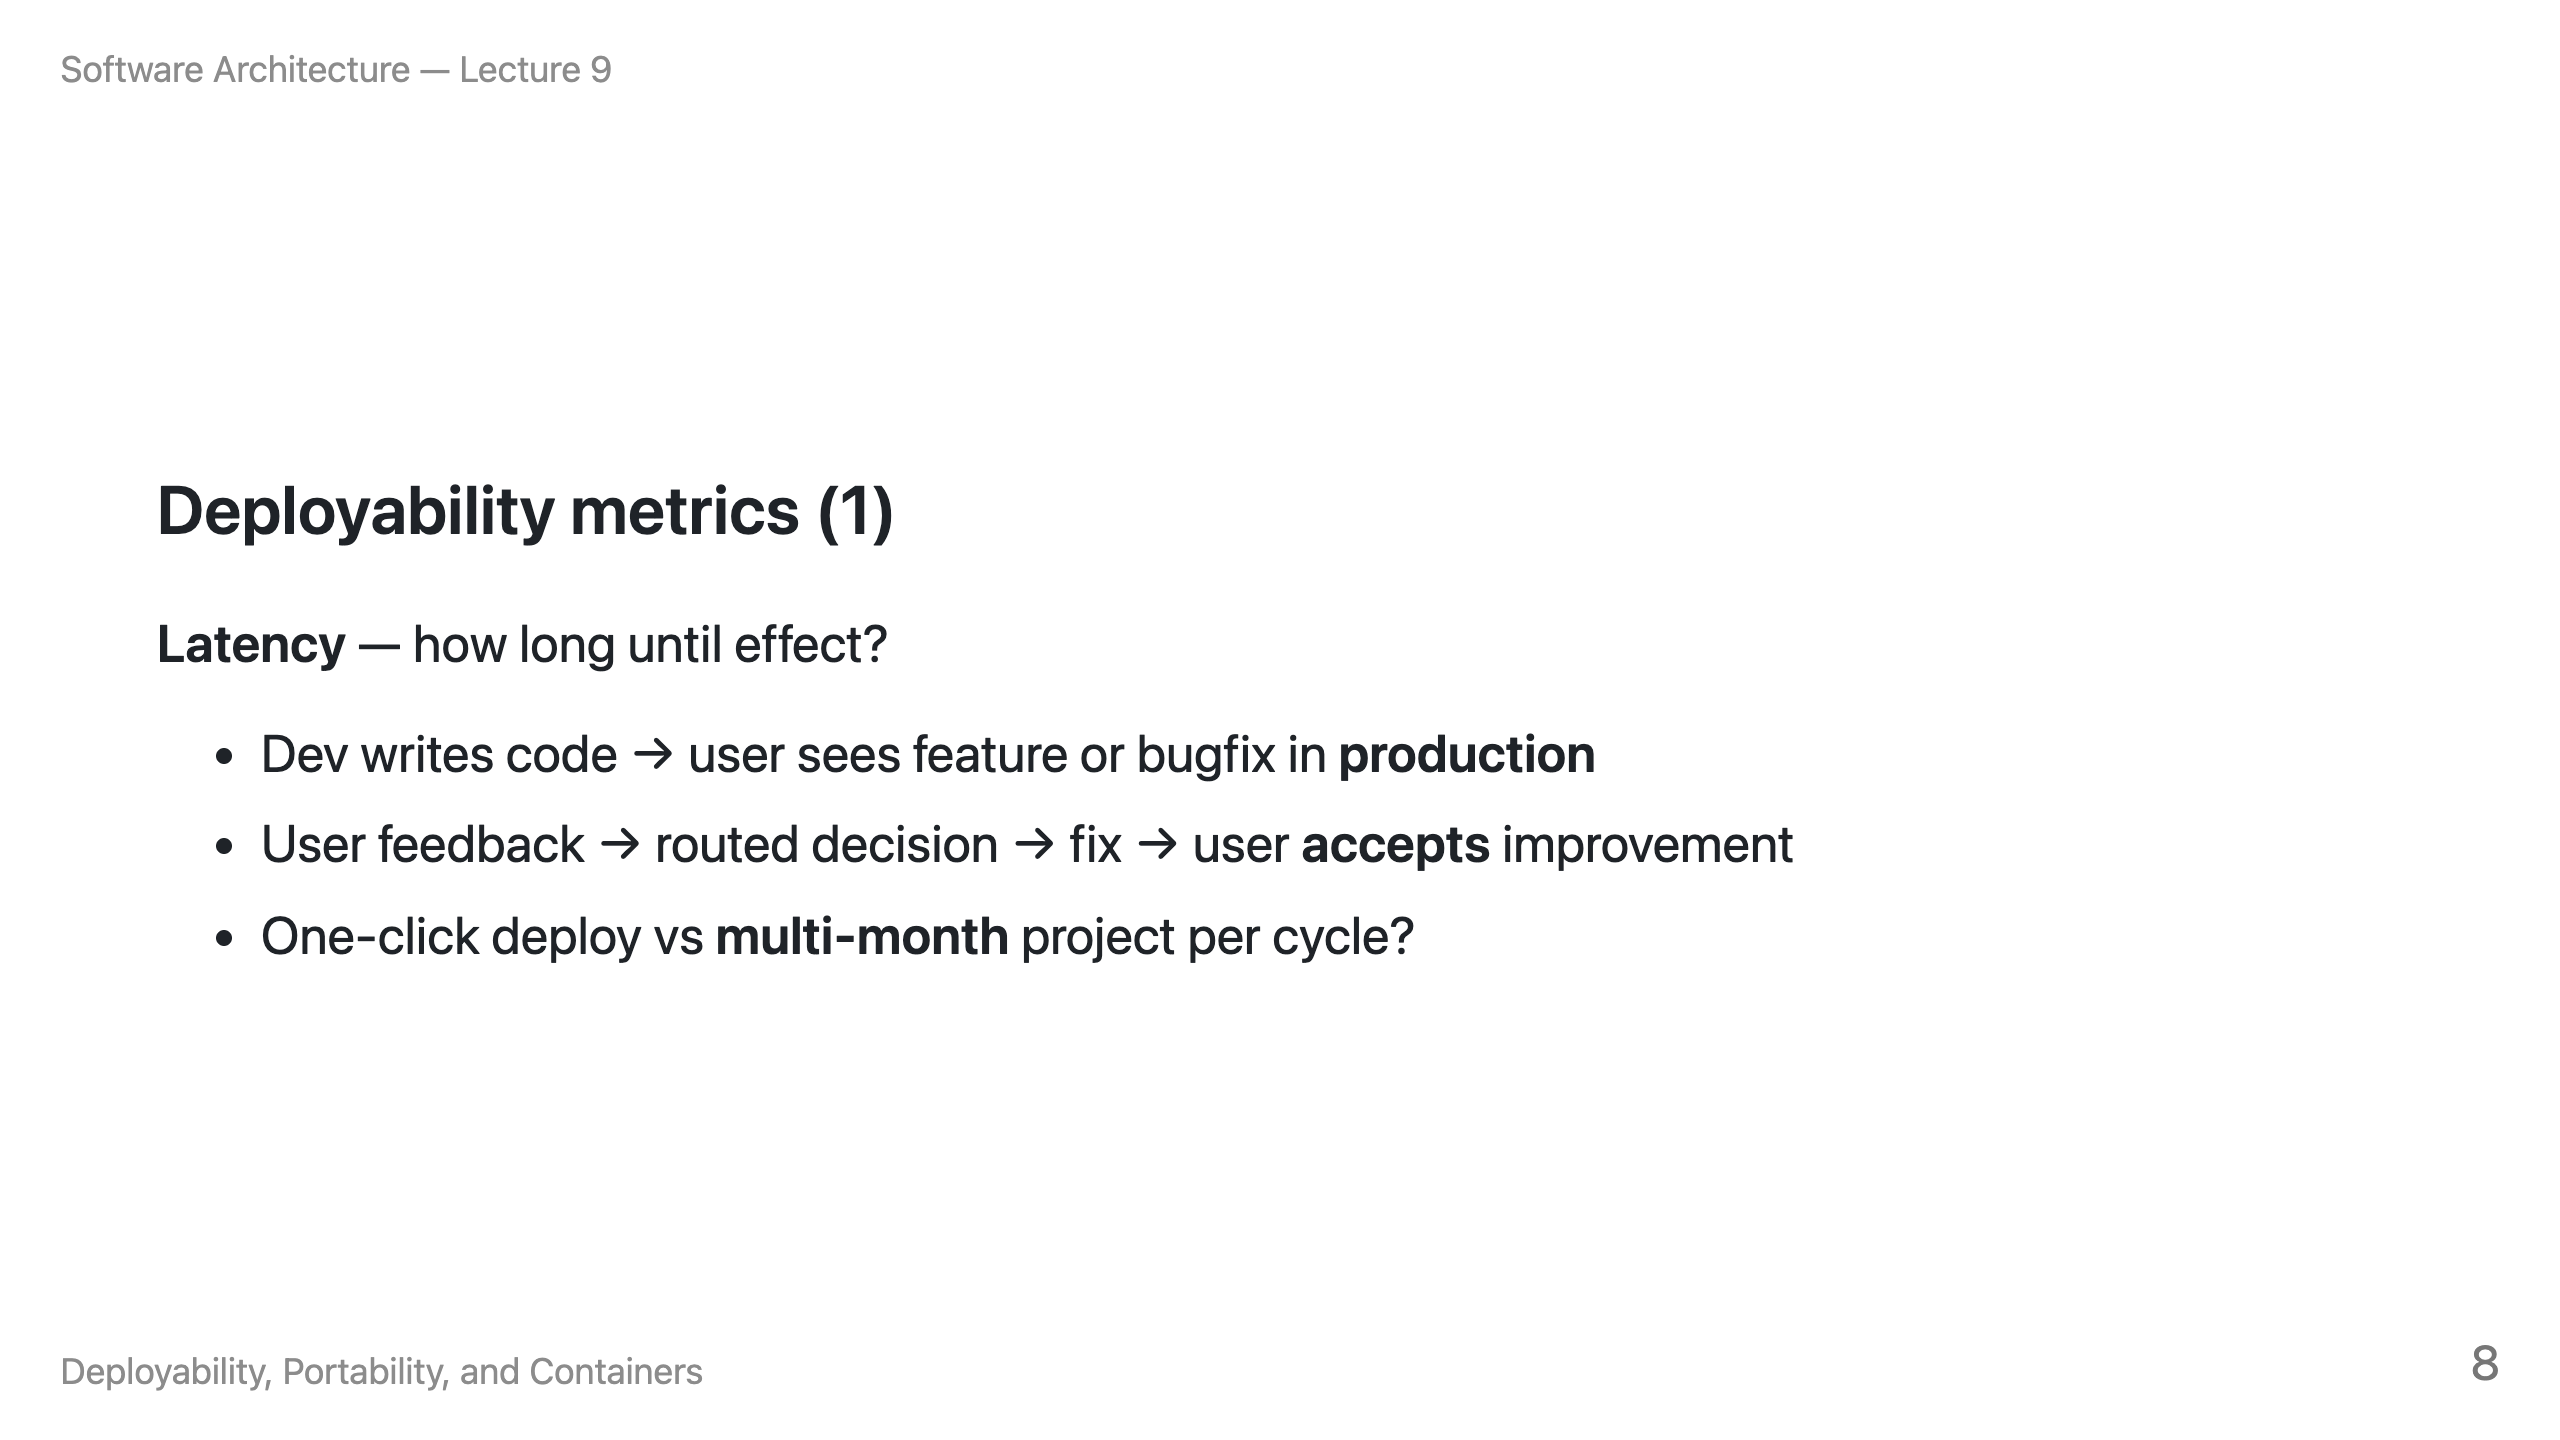 Software Architecture — Lecture 9
Deployability metrics (1)
Latency — how long until effect?
• Dev writes code → user sees feature or bugfix in production
• User feedback → routed decision → fix → user accepts improvement
• One-click deploy vs multi-month project per cycle?
Deployability, Portability, and Containers
8